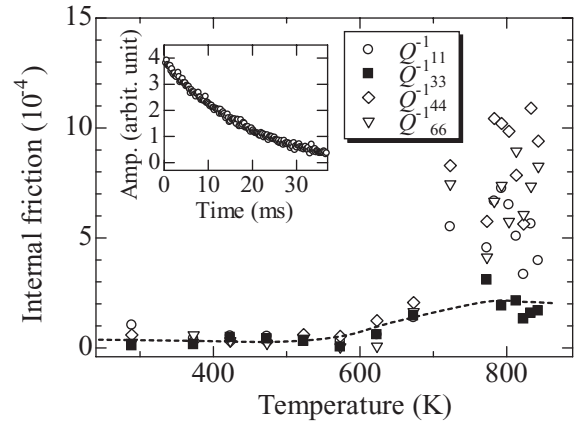 15
10
5
0
Internal friction (10⁻⁴)
400
600
800
Temperature (K)
4
3
2
1
0
Amp. (arbit. unit)
0
10
20
30
Time (ms)
Q⁻¹₁₁
Q⁻¹₃₃
Q⁻¹₄₄
Q⁻¹₆₆